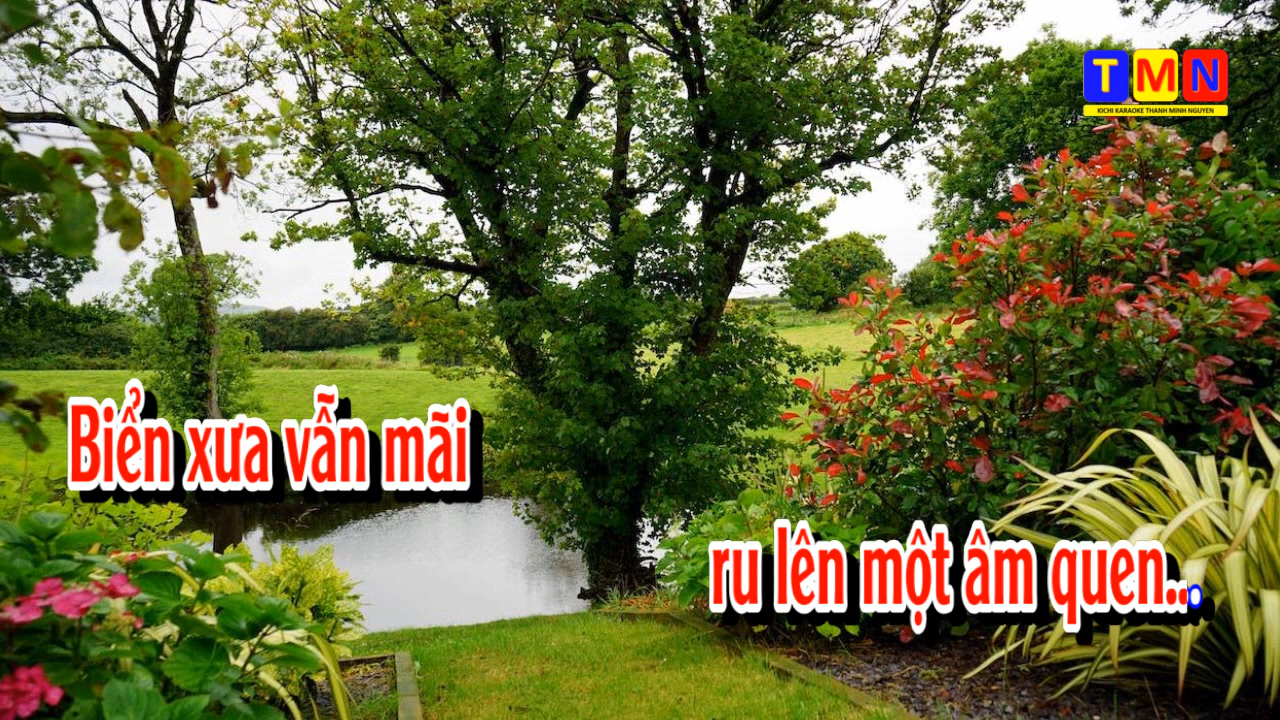 TMN
KICHI KARAOKE THANH MINH NGUYEN
Biển xưa vẫn mãi
ru lên một âm quen...